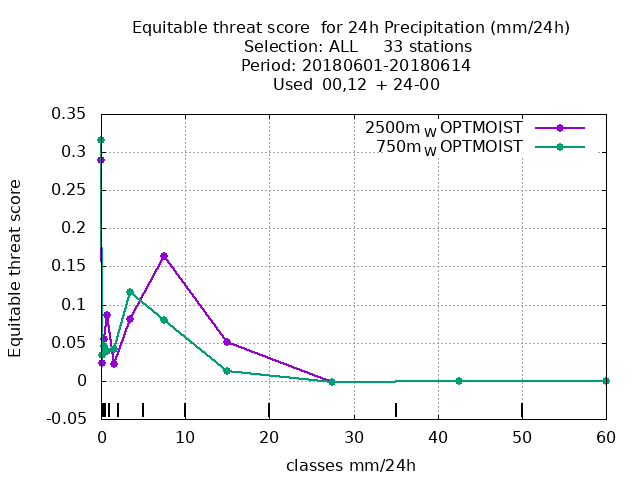 Equitable threat score  for 24h Precipitation (mm/24h)
Selection: ALL     33 stations
Period: 20180601-20180614
Used  00,12  + 24-00
2500m W OPTMOIST
750m W OPTMOIST
Equitable threat score
0.35
0.3
0.25
0.2
0.15
0.1
0.05
0
-0.05
0 10 20 30 40 50 60
classes mm/24h